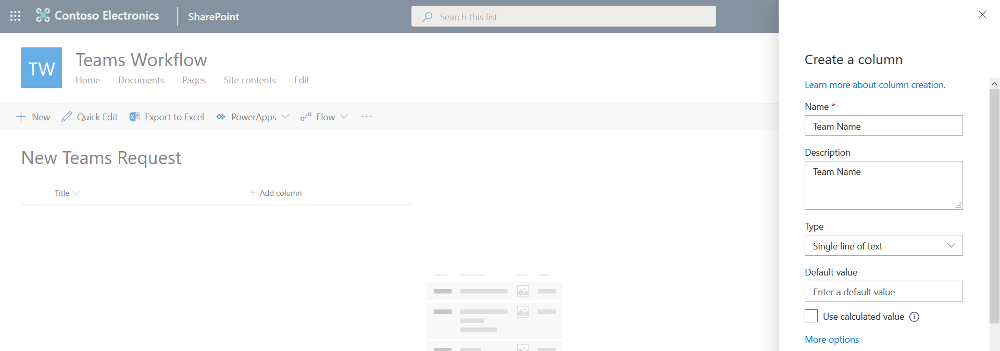 Contoso Electronics
SharePoint
Search this list
TW
Teams Workflow
Home Documents Pages Site contents Edit
New Quick Edit Export to Excel PowerApps Flow ...
New Teams Request
Title + Add column
Create a column
Learn more about column creation.
Name *
Team Name
Description
Team Name
Type
Single line of text
Default value
Enter a default value
Use calculated value
More options